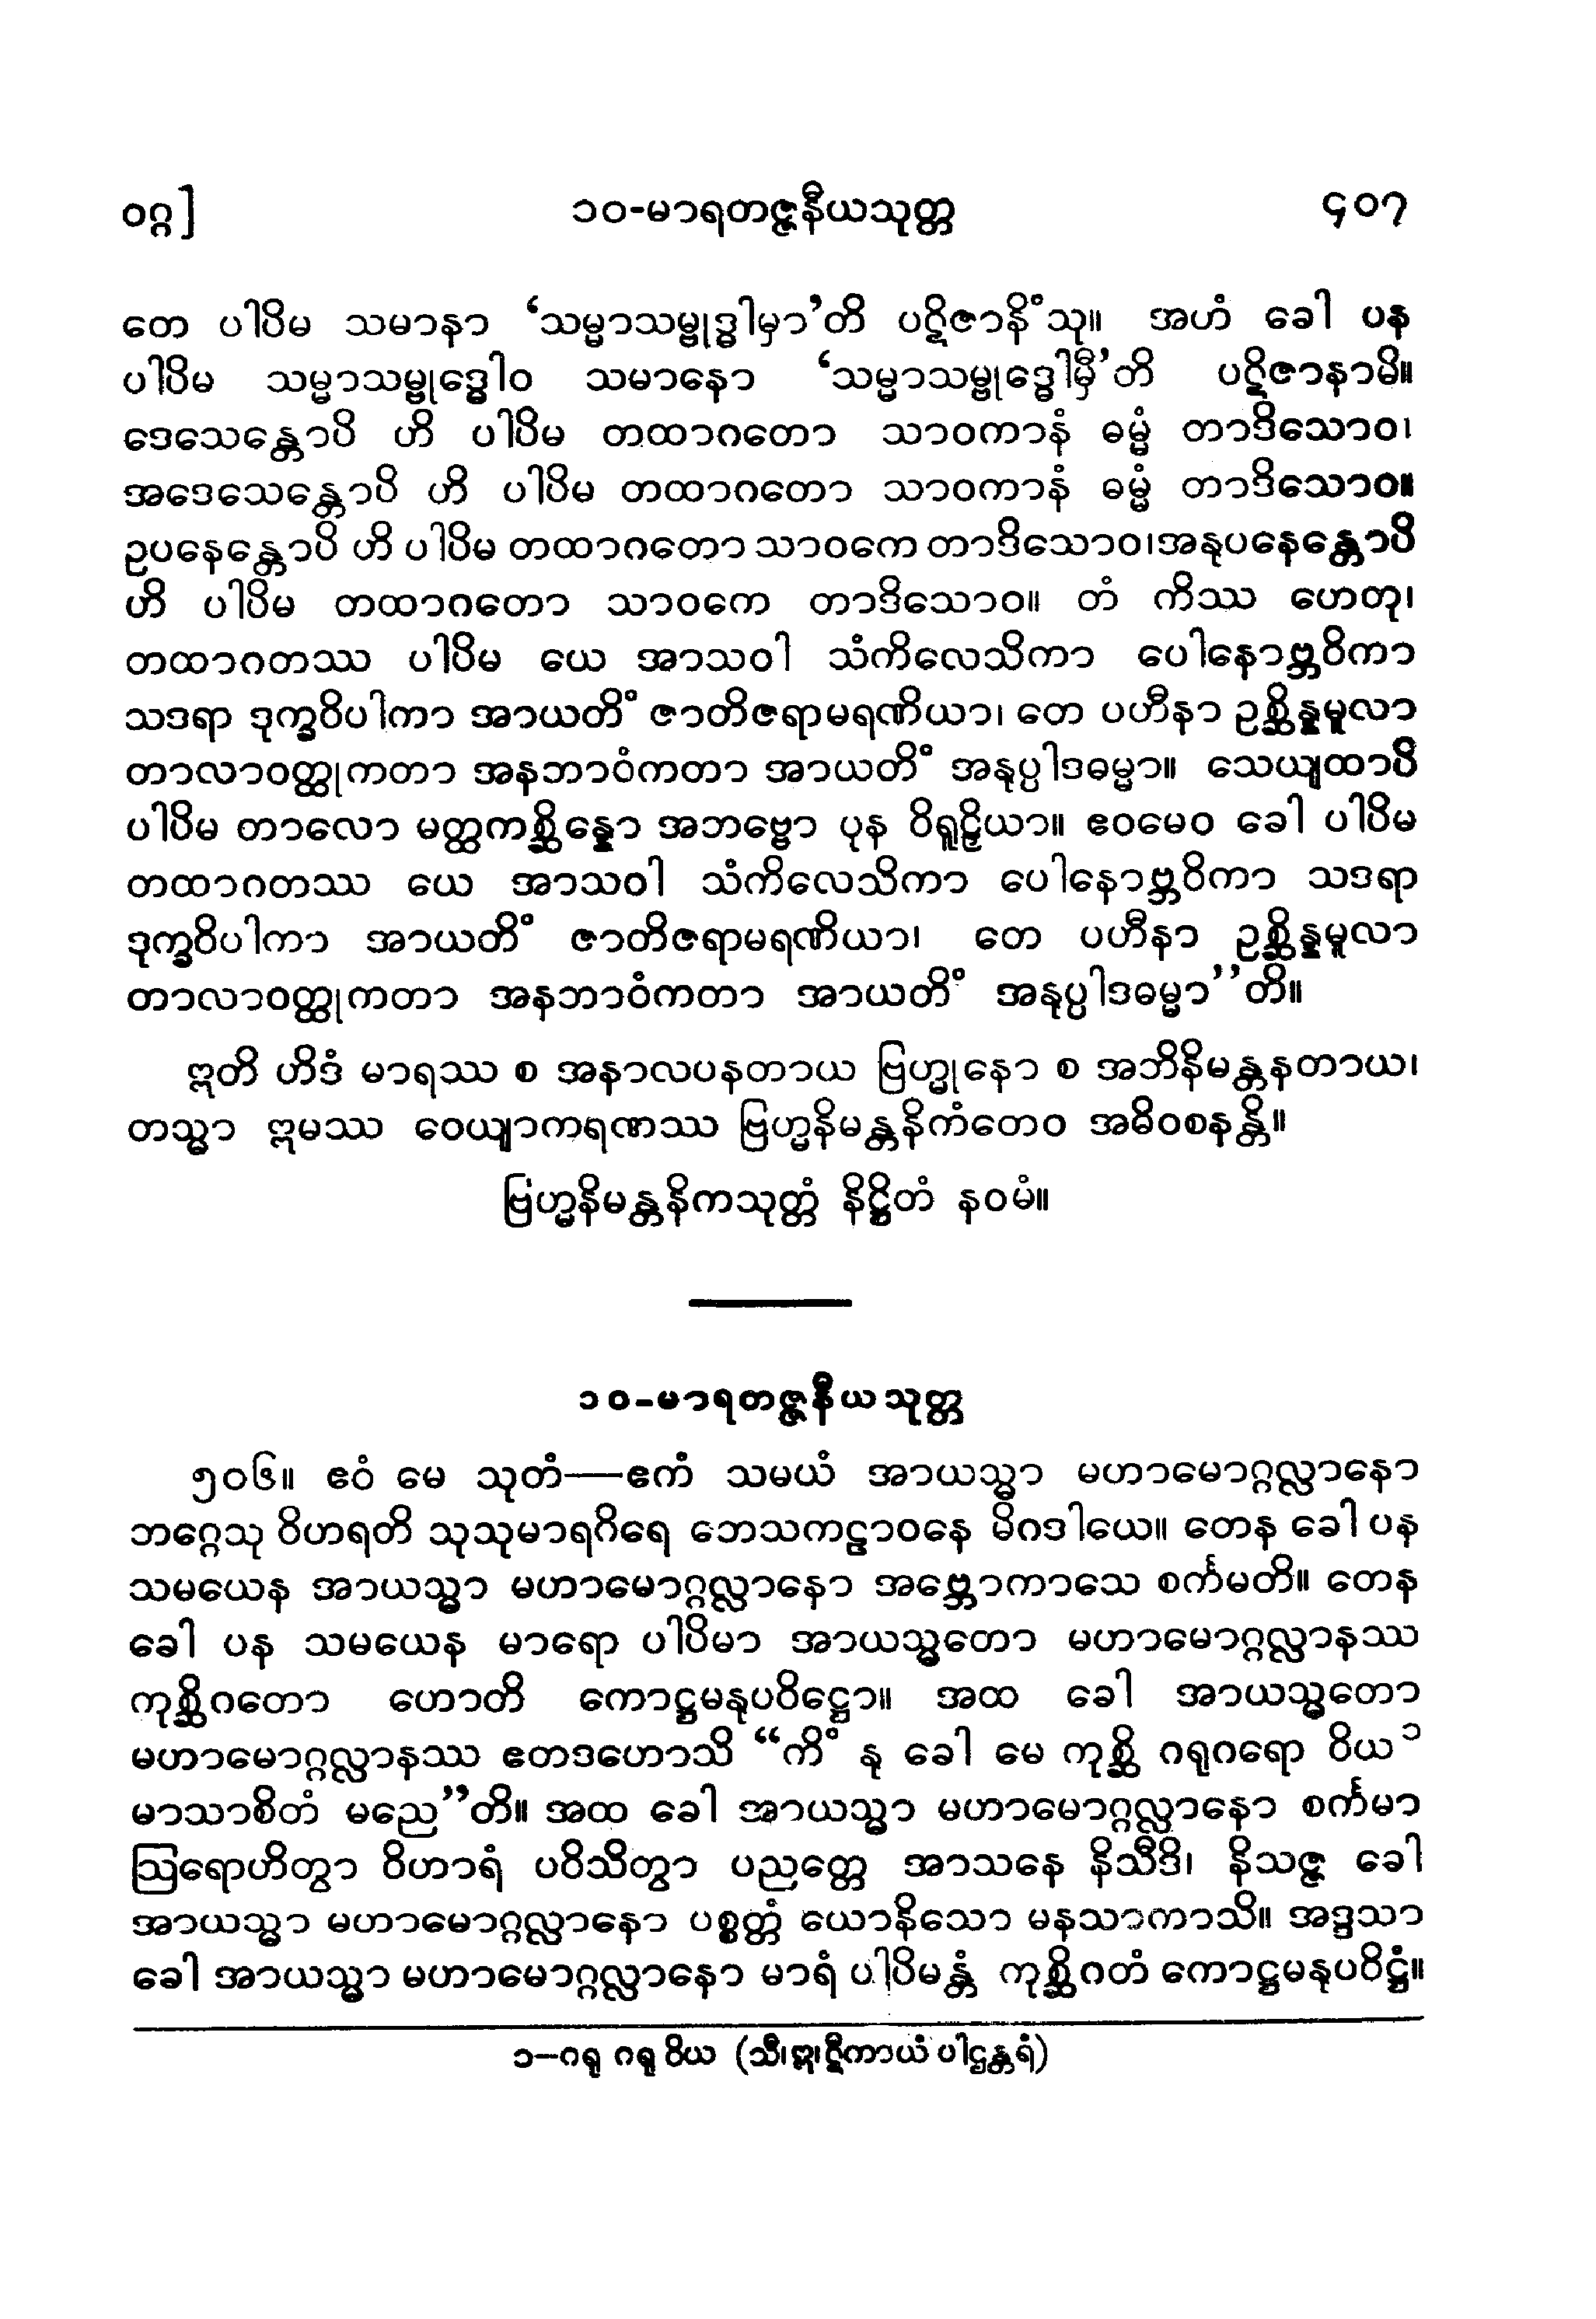 ဝဂ္ဂ] ၁၀-မာရတဇ္ဇနီယသုတ္တ ၄၀၇
တေ ပါပိမ သမာနာ ‘သမ္မာသမ္ဗုဒ္ဓါမှာ’တိ ပဋိဇာနိံသု။ အဟံ ခေါ ပန
ပါပိမ သမ္မာသမ္ဗုဒ္ဓေါဝ သမာနော ‘သမ္မာသမ္ဗုဒ္ဓေါမှီ’တိ ပဋိဇာနာမိ။
ဒေသေန္တောပိ ဟိ ပါပိမ တထာဂတော သာဝကာနံ ဓမ္မံ တာဒိသောဝ၊
အဒေသေန္တောပိ ဟိ ပါပိမ တထာဂတော သာဝကာနံ ဓမ္မံ တာဒိသောဝ။
ဥပနေန္တောပိ ဟိ ပါပိမ တထာဂတော သာဝကေ တာဒိသောဝ၊အနုပနေန္တောပိ
ဟိ ပါပိမ တထာဂတော သာဝကေ တာဒိသောဝ။ တံ ကိဿ ဟေတု၊
တထာဂတဿ ပါပိမ ယေ အာသဝါ သံကိလေသိကာ ပေါနောဗ္ဘဝိကာ
သဒရာ ဒုက္ခဝိပါကာ အာယတိံ ဇာတိဇရာမရဏိယာ၊ တေ ပဟီနာ ဥစ္ဆိန္နမူလာ
တာလာဝတ္ထုကတာ အနဘာဝံကတာ အာယတိံ အနုပ္ပါဒဓမ္မာ။ သေယျထာပိ
ပါပိမ တာလော မတ္ထကစ္ဆိန္နော အဘဗ္ဗော ပုန ဝိရူဠှိယာ။ ဧဝမေဝ ခေါ ပါပိမ
တထာဂတဿ ယေ အာသဝါ သံကိလေသိကာ ပေါနောဗ္ဘဝိကာ သဒရာ
ဒုက္ခဝိပါကာ အာယတိံ ဇာတိဇရာမရဏိယာ၊ တေ ပဟီနာ ဥစ္ဆိန္နမူလာ
တာလာဝတ္ထုကတာ အနဘာဝံကတာ အာယတိံ အနုပ္ပါဒဓမ္မာ’’တိ။
ဣတိ ဟိဒံ မာရဿ စ အနာလပနတာယ ဗြဟ္မုနော စ အဘိနိမန္တနတာယ၊
တသ္မာ ဣမဿ ဝေယျာကရဏဿ ဗြဟ္မနိမန္တနိကံတေဝ အဓိဝစနန္တိ။
ဗြဟ္မနိမန္တနိကသုတ္တံ နိဋ္ဌိတံ နဝမံ။
၁၀-မာရတဇ္ဇနီယသုတ္တ
၅၀၆။ ဧဝံ မေ သုတံ—ဧကံ သမယံ အာယသ္မာ မဟာမောဂ္ဂလ္လာနော
ဘဂ္ဂေသု ဝိဟရတိ သုသုမာရဂိရေ ဘေသကဠာဝနေ မိဂဒါယေ။ တေန ခေါ ပန
သမယေန အာယသ္မာ မဟာမောဂ္ဂလ္လာနော အဗ္ဘောကာသေ စင်္ကမတိ။ တေန
ခေါ ပန သမယေန မာရော ပါပိမာ အာယသ္မတော မဟာမောဂ္ဂလ္လာနဿ
ကုစ္ဆိဂတော ဟောတိ ကောဋ္ဌမနုပဝိဋ္ဌော။ အထ ခေါ အာယသ္မတော
မဟာမောဂ္ဂလ္လာနဿ ဧတဒဟောသိ “ကိံ နု ခေါ မေ ကုစ္ဆိ ဂရုဂရော ဝိယ ၁
မာသာစိတံ မညေ”တိ။ အထ ခေါ အာယသ္မာ မဟာမောဂ္ဂလ္လာနော စင်္ကမာ
ဩရောဟိတွာ ဝိဟာရံ ပဝိသိတွာ ပညတ္တေ အာသနေ နိသီဒိ၊ နိသဇ္ဇ ခေါ
အာယသ္မာ မဟာမောဂ္ဂလ္လာနော ပစ္စတ္တံ ယောနိသော မနသာကာသိ။ အဒ္ဒသာ
ခေါ အာယသ္မာ မဟာမောဂ္ဂလ္လာနော မာရံ ပါပိမန္တံ ကုစ္ဆိဂတံ ကောဋ္ဌမနုပဝိဋ္ဌံ။
၁—ဂရု ဂရု ဝိယ (သီ၊ ဣ၊ ဋီကာယံ ပါဌန္တရံ)